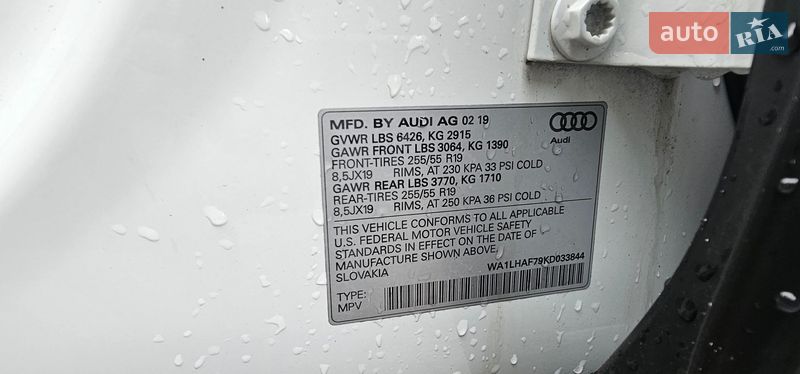 auto RIA.com
MFD. BY AUDI AG 02 19
GVWR LBS 6426, KG 2915
GAWR FRONT LBS 3064, KG 1390
FRONT-TIRES 255/55 R19
8,5JX19 RIMS, AT 230 KPA 33 PSI COLD
GAWR REAR LBS 3770, KG 1710
REAR-TIRES 255/55 R19
8,5JX19 RIMS, AT 250 KPA 36 PSI COLD
Audi
THIS VEHICLE CONFORMS TO ALL APPLICABLE
U.S. FEDERAL MOTOR VEHICLE SAFETY
STANDARDS IN EFFECT ON THE DATE OF
MANUFACTURE SHOWN ABOVE.
SLOVAKIA
WA1LHAF79KD033844
TYPE:
MPV